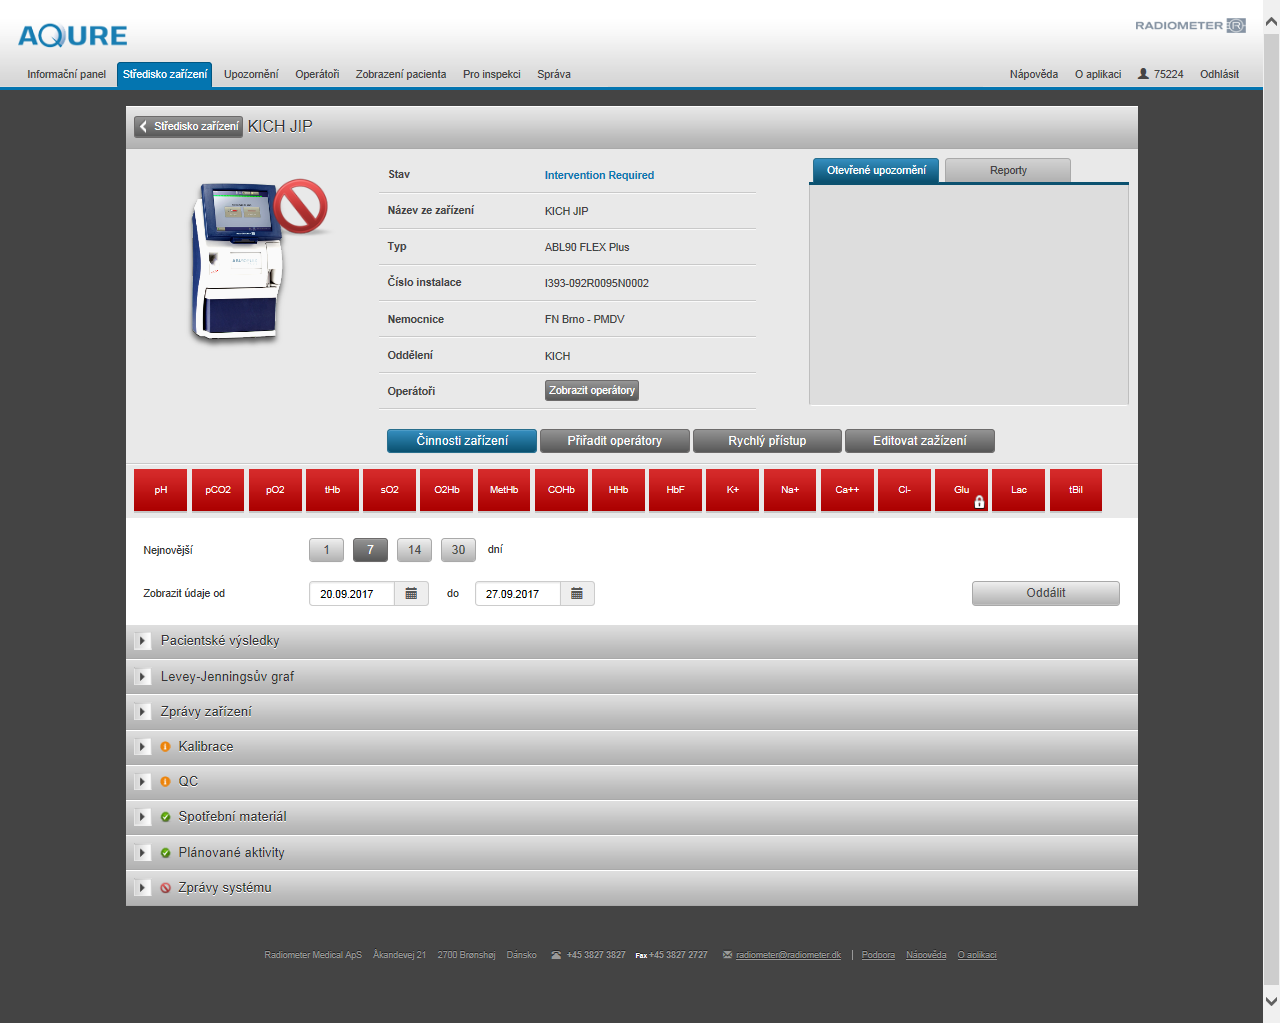 AQURE
RADIOMETER R
Informační panel Středisko zařízení Upozornění Operátoři Zobrazení pacienta Pro inspekci Správa Nápověda O aplikaci 75224 Odhlásit
Středisko zařízení KICH JIP
Stav Intervention Required
Název ze zařízení KICH JIP
Typ ABL90 FLEX Plus
Číslo instalace I393-092R0095N0002
Nemocnice FN Brno - PMDV
Oddělení KICH
Operátoři Zobrazit operátory
Otevřené upozornění Reporty
Činnosti zařízení Přiřadit operátory Rychlý přístup Editovat zažízení
pH pCO2 pO2 tHb sO2 O2Hb MetHb COHb HHb HbF K+ Na+ Ca++ Cl- Glu Lac tBil
Nejnovější 1 7 14 30 dní
Zobrazit údaje od 20.09.2017 do 27.09.2017 Oddálit
Pacientské výsledky
Levey-Jenningsův graf
Zprávy zařízení
Kalibrace
QC
Spotřební materiál
Plánované aktivity
Zprávy systému
Radiometer Medical ApS Åkandevej 21 2700 Brønshøj Dánsko +45 3827 3827 Fax +45 3827 2727 radiometer@radiometer.dk | Podpora Nápověda O aplikaci